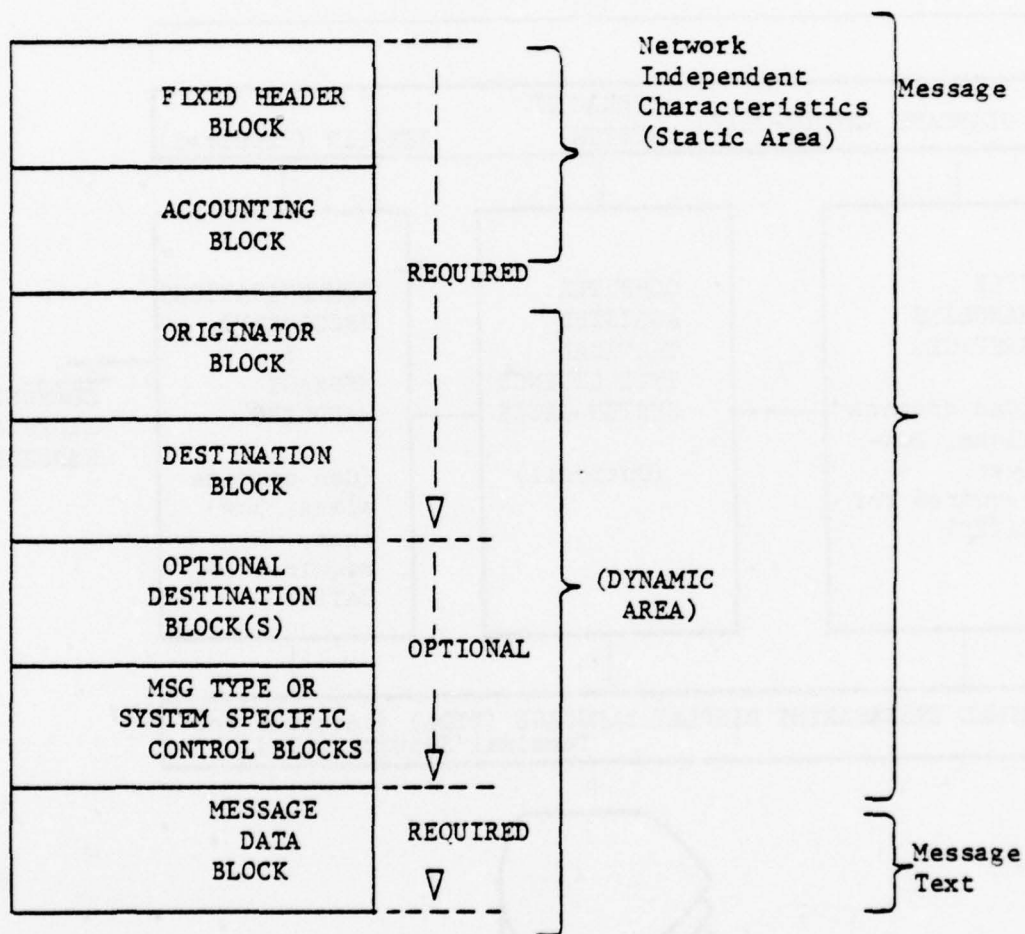 FIXED HEADER
BLOCK
ACCOUNTING
BLOCK
ORIGINATOR
BLOCK
DESTINATION
BLOCK
OPTIONAL
DESTINATION
BLOCK(S)
MSG TYPE OR
SYSTEM SPECIFIC
CONTROL BLOCKS
MESSAGE
DATA
BLOCK
REQUIRED
OPTIONAL
REQUIRED
Network
Independent
Characteristics
(Static Area)
(DYNAMIC
AREA)
Message
Message
Text